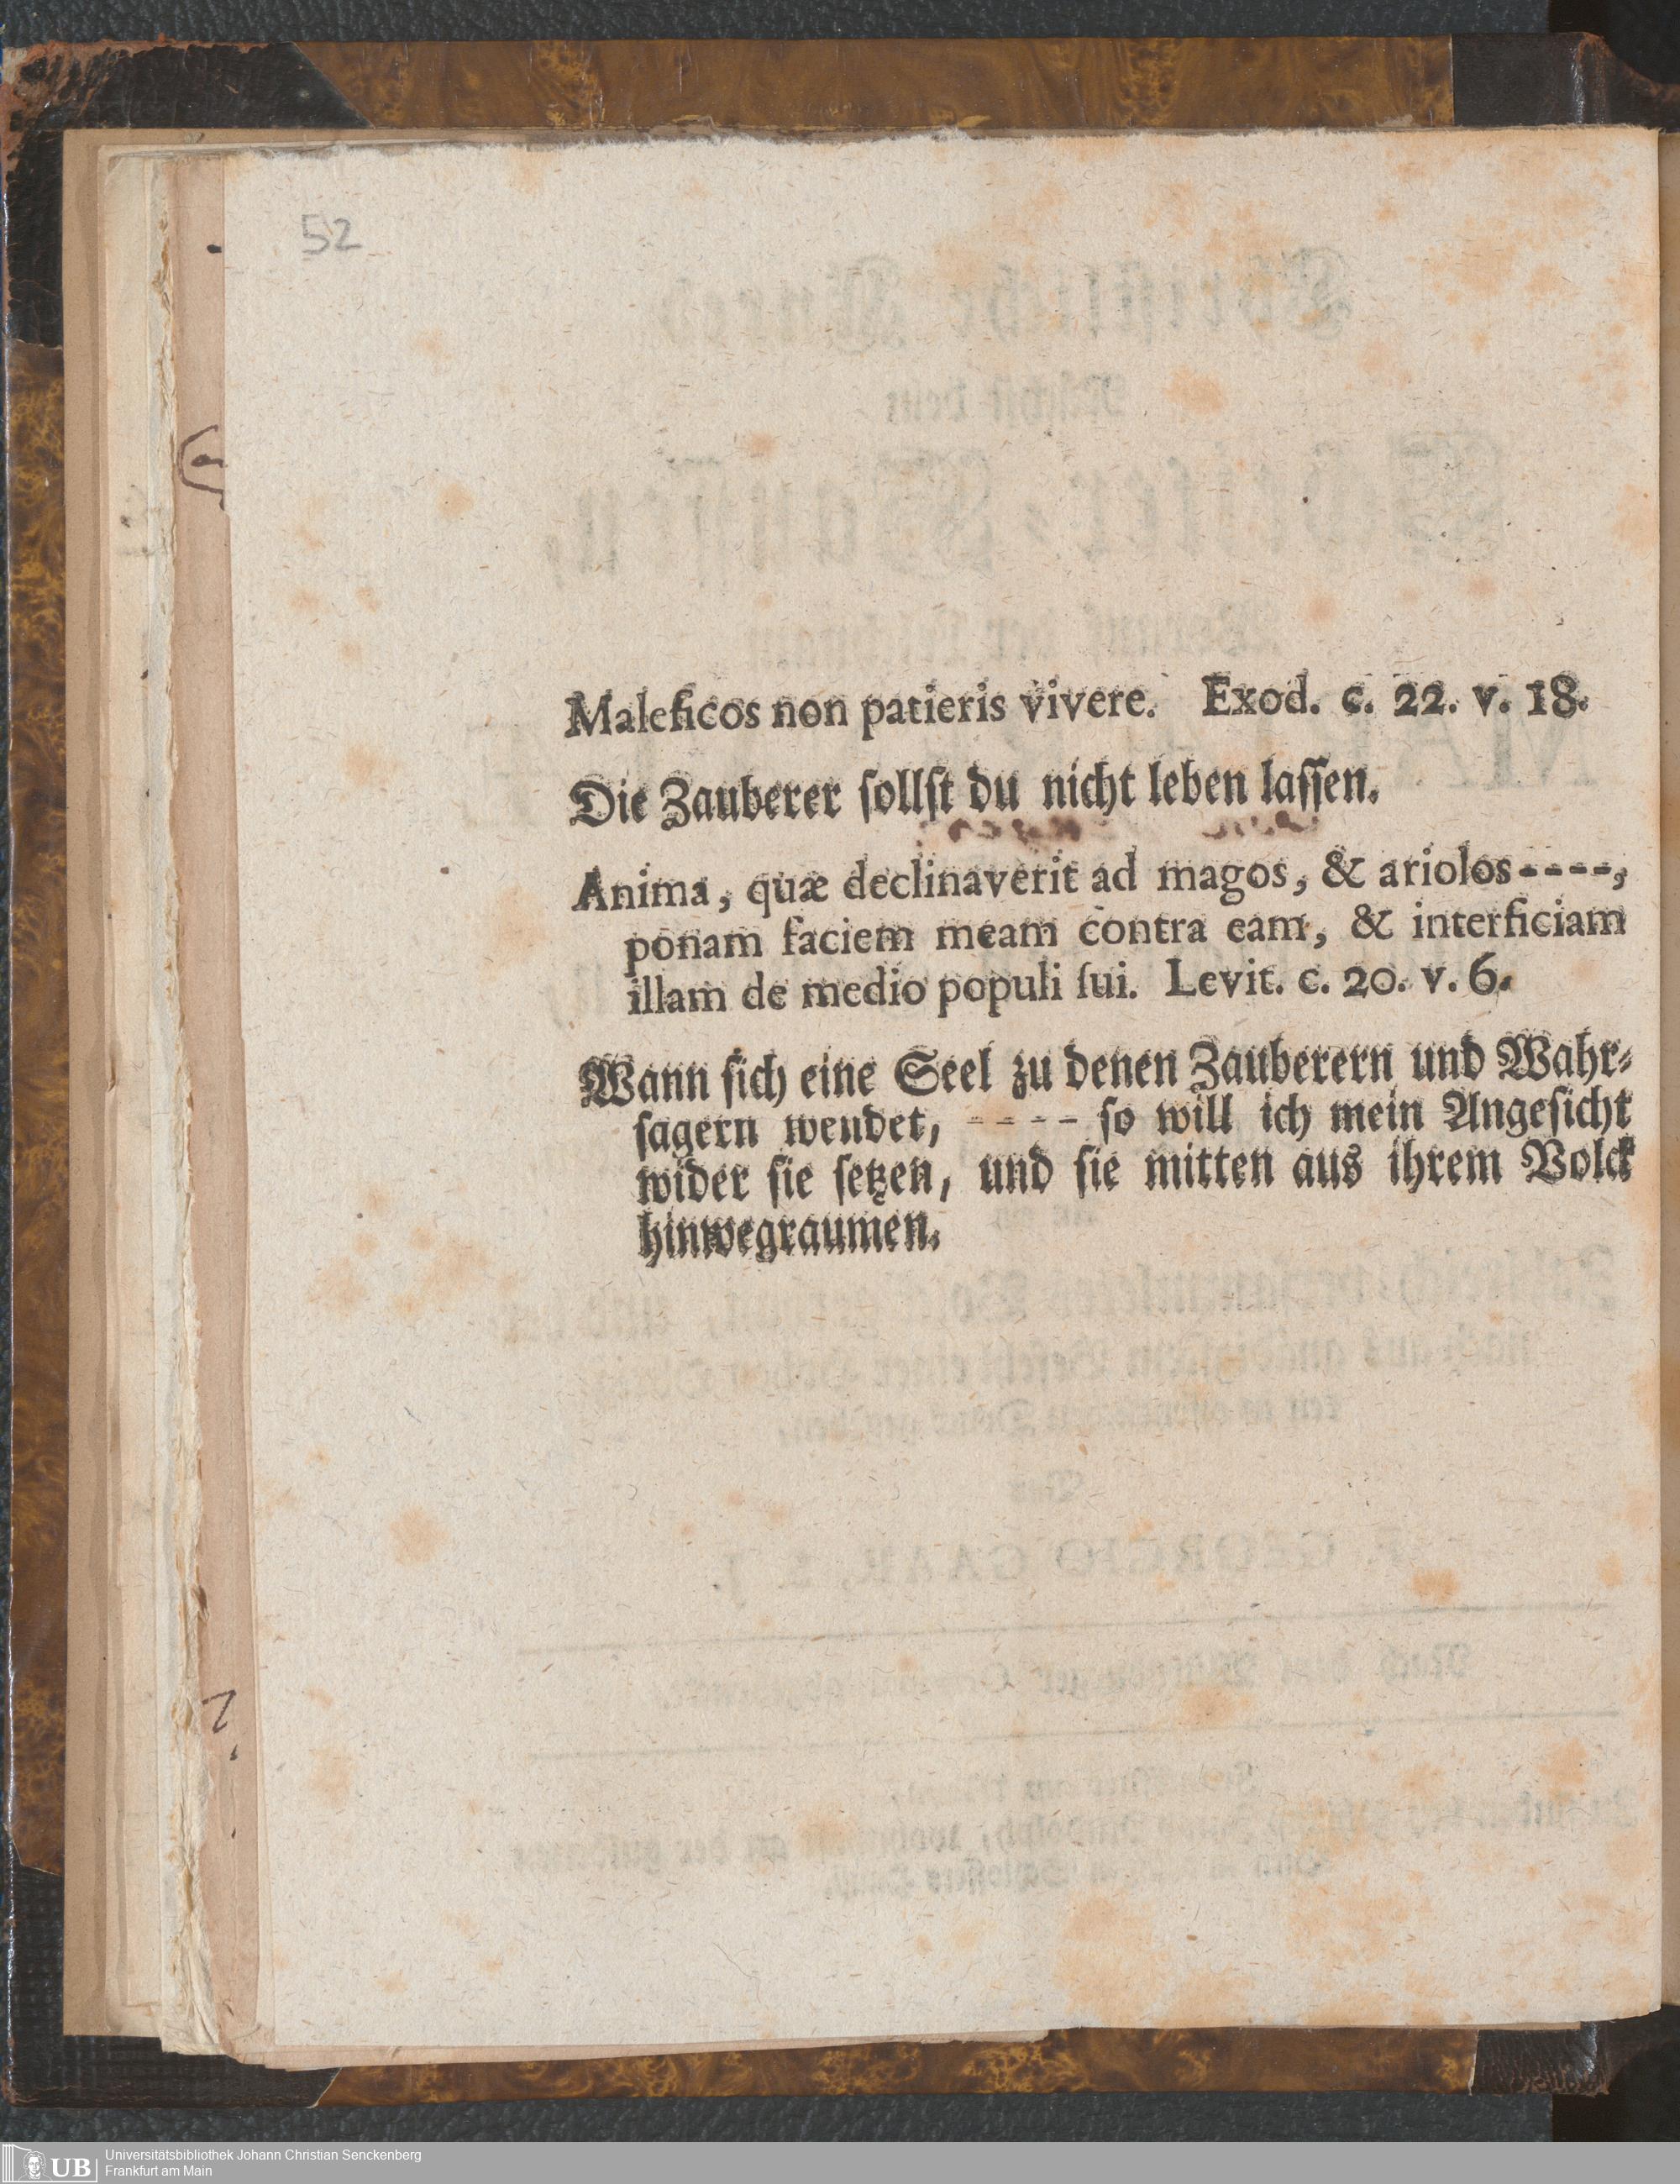 52
Maleficos non patieris vivere. Exod. c. 22. v. 18.
Die Zauberer sollst du nicht leben lassen.
Anima, quæ declinaverit ad magos, & ariolos----,
ponam faciem meam contra eam, & interficiam
illam de medio populi ſui. Levit. c. 20. v. 6.
Wann sich eine Seel zu denen Zauberern und Wahr-
sagern wendet, ---- so will ich mein Angesicht
wider sie setzen, und sie mitten aus ihrem Volck
hinwegraumen.
UB
Universitätsbibliothek Johann Christian Senckenberg
Frankfurt am Main